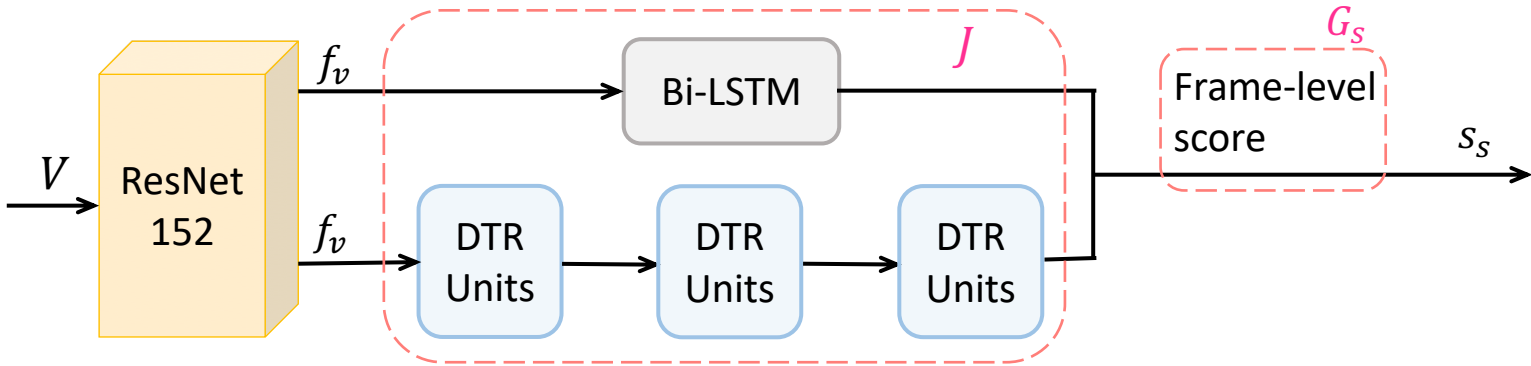 V
ResNet
152
f_v
f_v
Bi-LSTM
J
DTR
Units
DTR
Units
DTR
Units
G_s
Frame-level
score
s_s